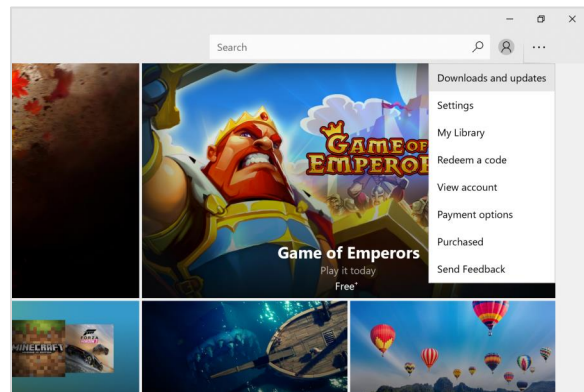 Search
Downloads and updates
Settings
My Library
Redeem a code
View account
Payment options
Purchased
Send Feedback
GAME OF
EMPEROR
Game of Emperors
Play it today
Free*
MINECRAFT
FORZA